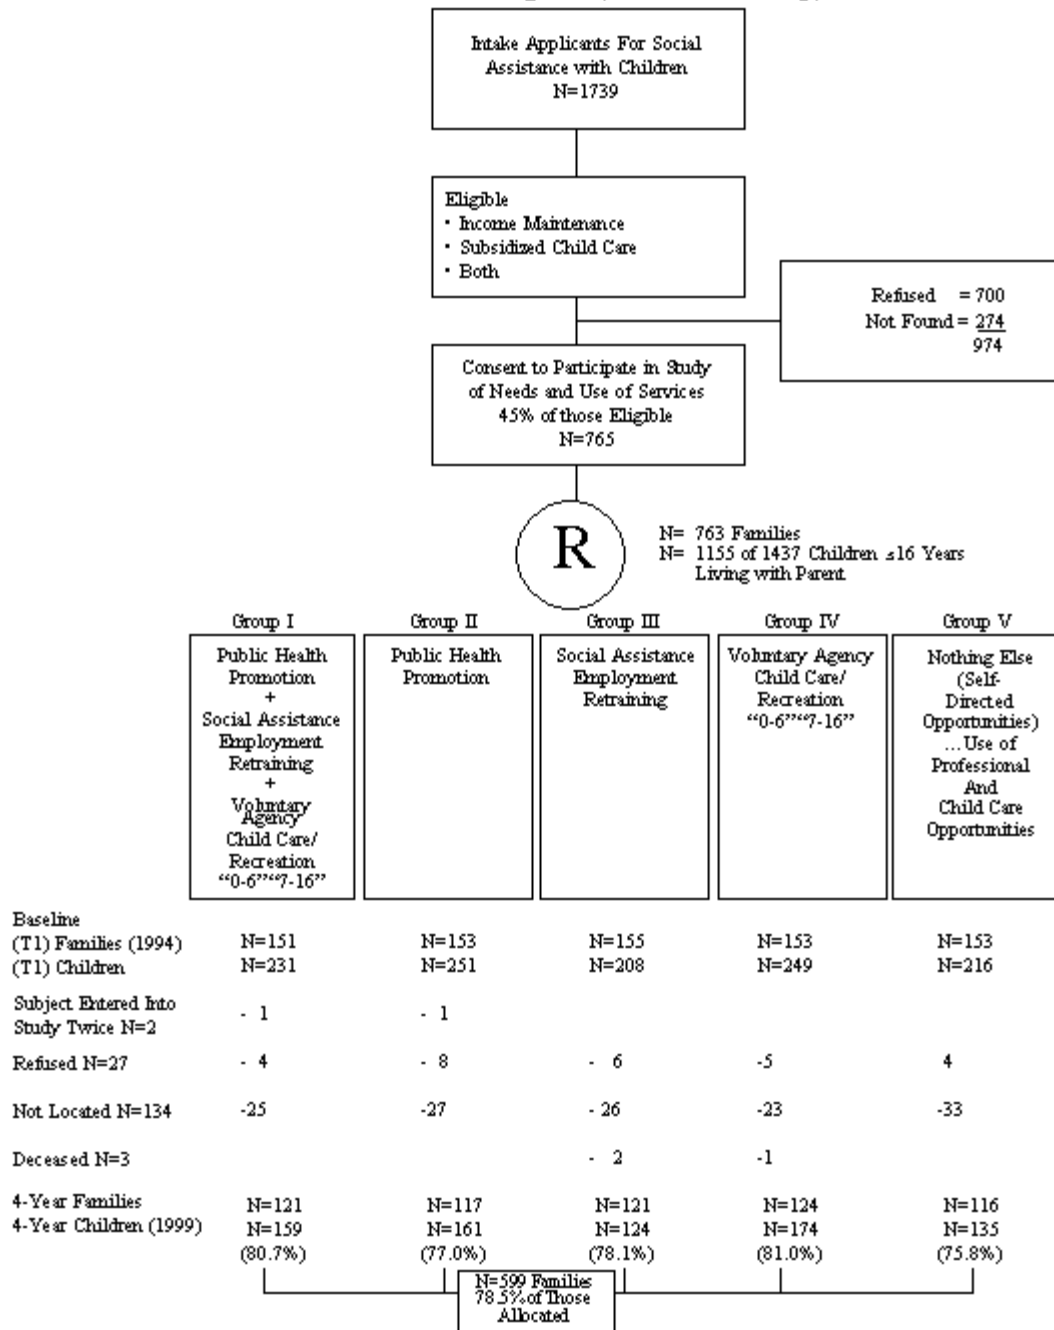 Intake Applicants For Social
Assistance with Children
N=1739
Eligible
• Income Maintenance
• Subsidized Child Care
• Both
Refused = 700
Not Found = 274
974
Consent to Participate in Study
of Needs and Use of Services
45% of those Eligible
N=765
R
N= 763 Families
N= 1155 of 1437 Children ≤16 Years
Living with Parent
Group I
Public Health
Promotion
+
Social Assistance
Employment
Retraining
+
Voluntary
Agency
Child Care/
Recreation
“0-6”“7-16”
Group II
Public Health
Promotion
Group III
Social Assistance
Employment
Retraining
Group IV
Voluntary Agency
Child Care/
Recreation
“0-6”“7-16”
Group V
Nothing Else
(Self-
Directed
Opportunities)
...Use of
Professional
And
Child Care
Opportunities
Baseline
(T1) Families (1994) N=151 N=153 N=155 N=153 N=153
(T1) Children N=231 N=251 N=208 N=249 N=216
Subject Entered Into
Study Twice N=2 - 1 - 1
Refused N=27 - 4 - 8 - 6 -5 4
Not Located N=134 -25 -27 - 26 -23 -33
Deceased N=3 - 2 -1
4-Year Families N=121 N=117 N=121 N=124 N=116
4-Year Children (1999) N=159 N=161 N=124 N=174 N=135
(80.7%) (77.0%) (78.1%) (81.0%) (75.8%)
N=599 Families
78.5% of Those
Allocated